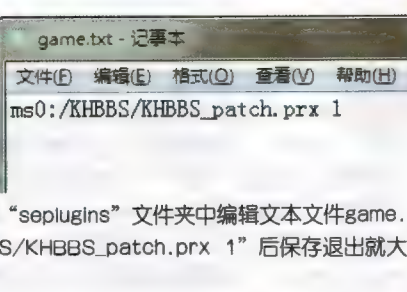 game.txt - 记事本
文件(F) 编辑(E) 格式(O) 查看(V) 帮助(H)
ms0:/KHBBS/KHBBS_patch.prx 1
“seplugins”文件夹中编辑文本文件game.
S/KHBBS_patch.prx 1”后保存退出就大